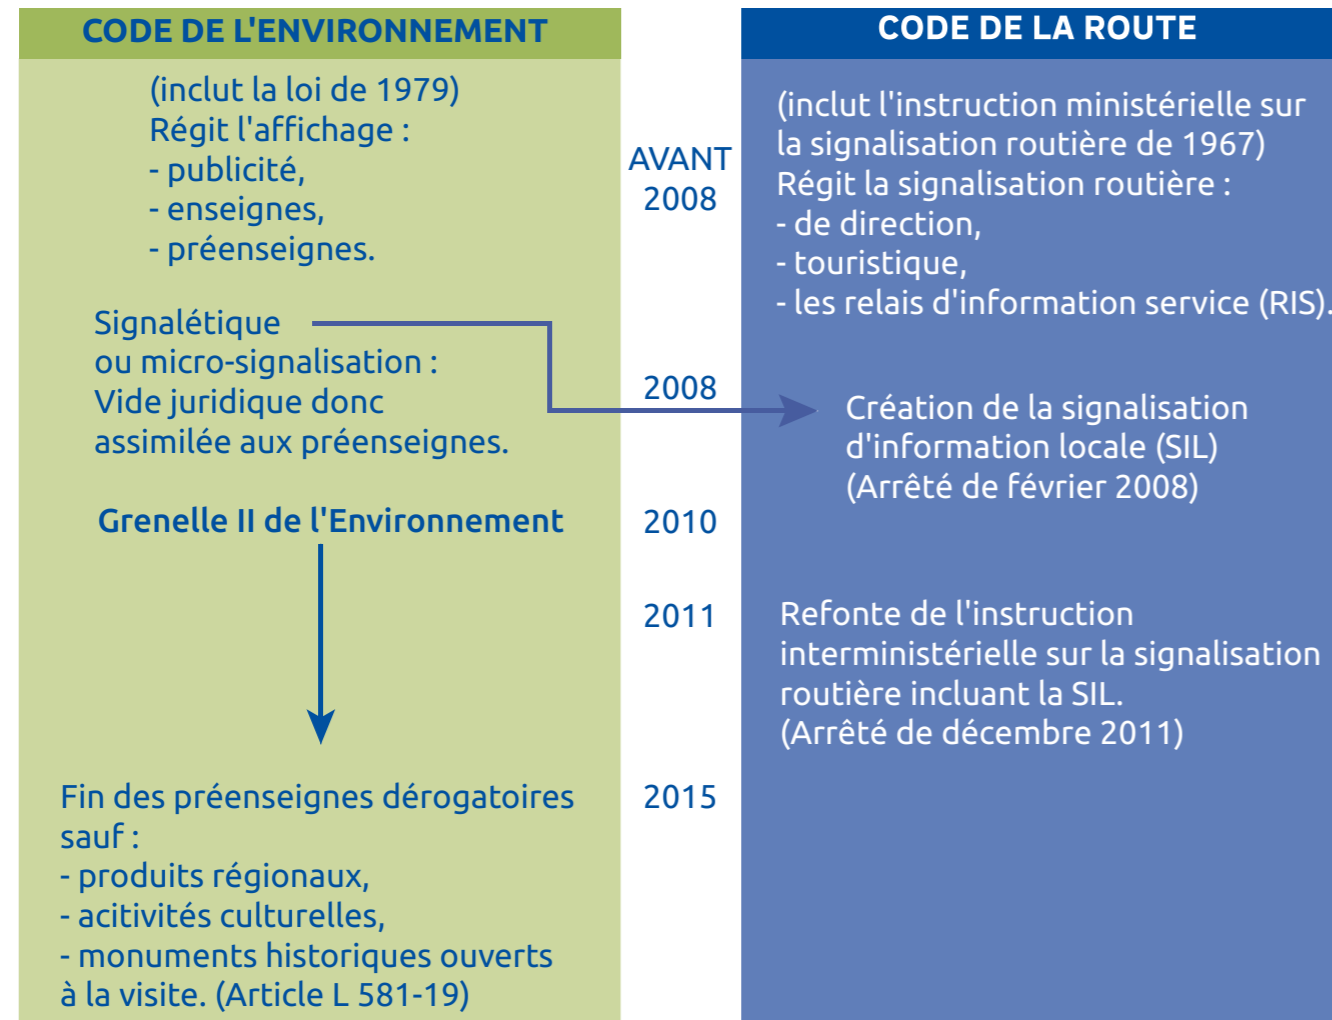 CODE DE L'ENVIRONNEMENT
(inclut la loi de 1979)
Régit l'affichage :
- publicité,
- enseignes,
- préenseignes.
Signalétique
ou micro-signalisation :
Vide juridique donc
assimilée aux préenseignes.
Grenelle II de l'Environnement
Fin des préenseignes dérogatoires
sauf :
- produits régionaux,
- acitivités culturelles,
- monuments historiques ouverts
à la visite. (Article L 581-19)
AVANT
2008
2008
2010
2011
2015
CODE DE LA ROUTE
(inclut l'instruction ministérielle sur
la signalisation routière de 1967)
Régit la signalisation routière :
- de direction,
- touristique,
- les relais d'information service (RIS).
Création de la signalisation
d'information locale (SIL)
(Arrêté de février 2008)
Refonte de l'instruction
interministérielle sur la signalisation
routière incluant la SIL.
(Arrêté de décembre 2011)